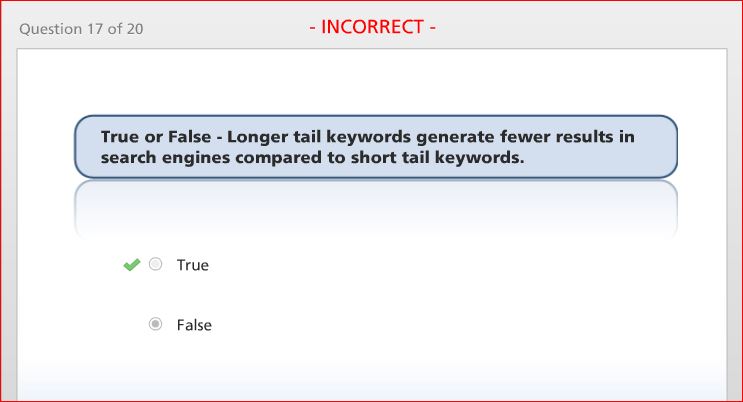 Question 17 of 20
- INCORRECT -
True or False - Longer tail keywords generate fewer results in
search engines compared to short tail keywords.
True
False